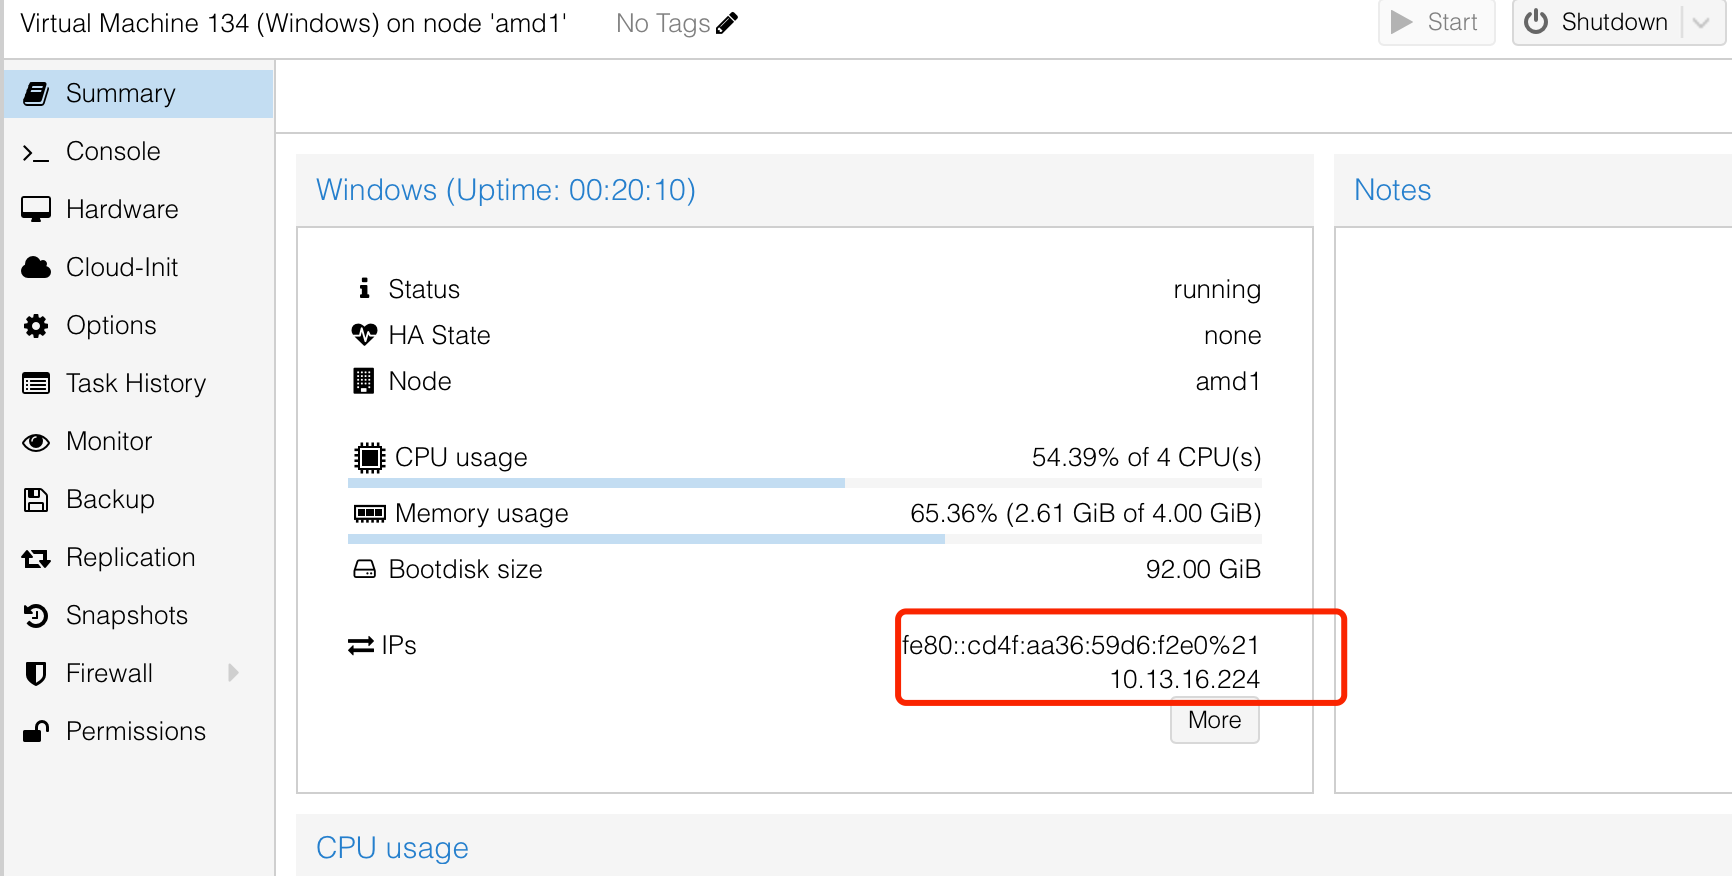 Virtual Machine 134 (Windows) on node 'amd1' No Tags Start Shutdown
Summary
Console
Hardware
Cloud-Init
Options
Task History
Monitor
Backup
Replication
Snapshots
Firewall
Permissions
Windows (Uptime: 00:20:10)
Status running
HA State none
Node amd1
CPU usage 54.39% of 4 CPU(s)
Memory usage 65.36% (2.61 GiB of 4.00 GiB)
Bootdisk size 92.00 GiB
IPs fe80::cd4f:aa36:59d6:f2e0%21
10.13.16.224
More
Notes
CPU usage